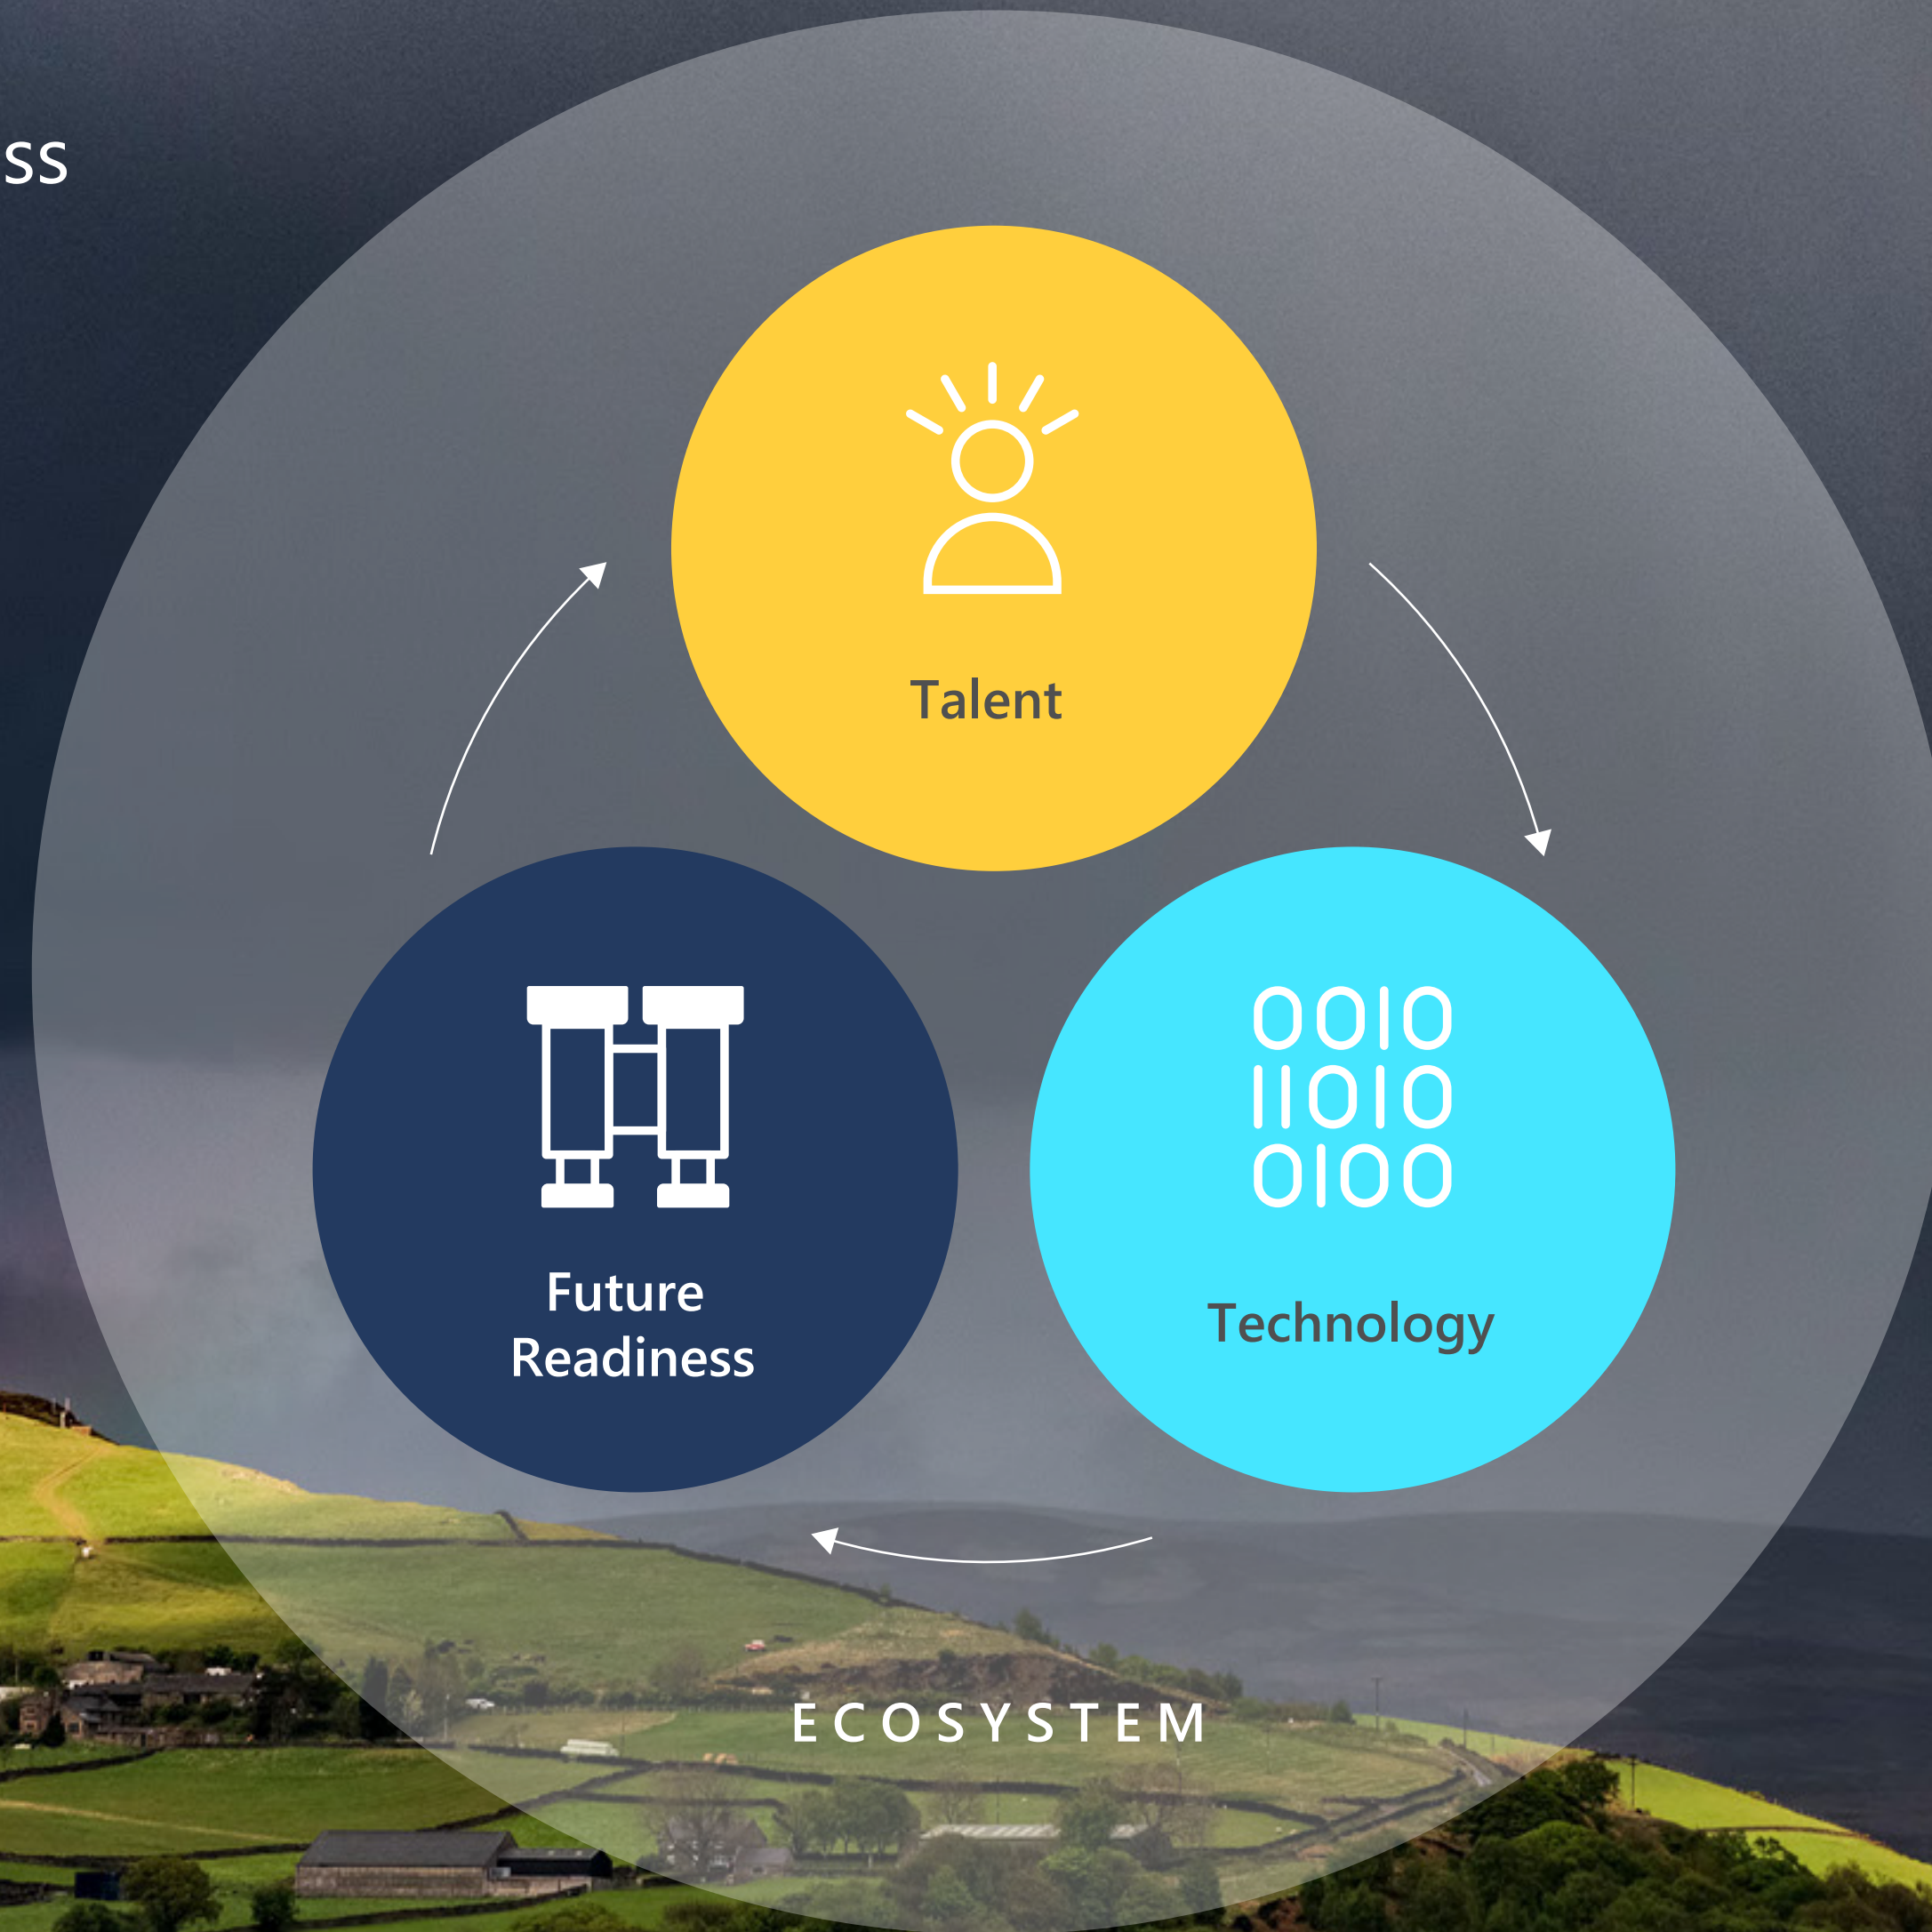 ss
Talent
0010
11010
0100
Future
Readiness
Technology
ECOSYSTEM